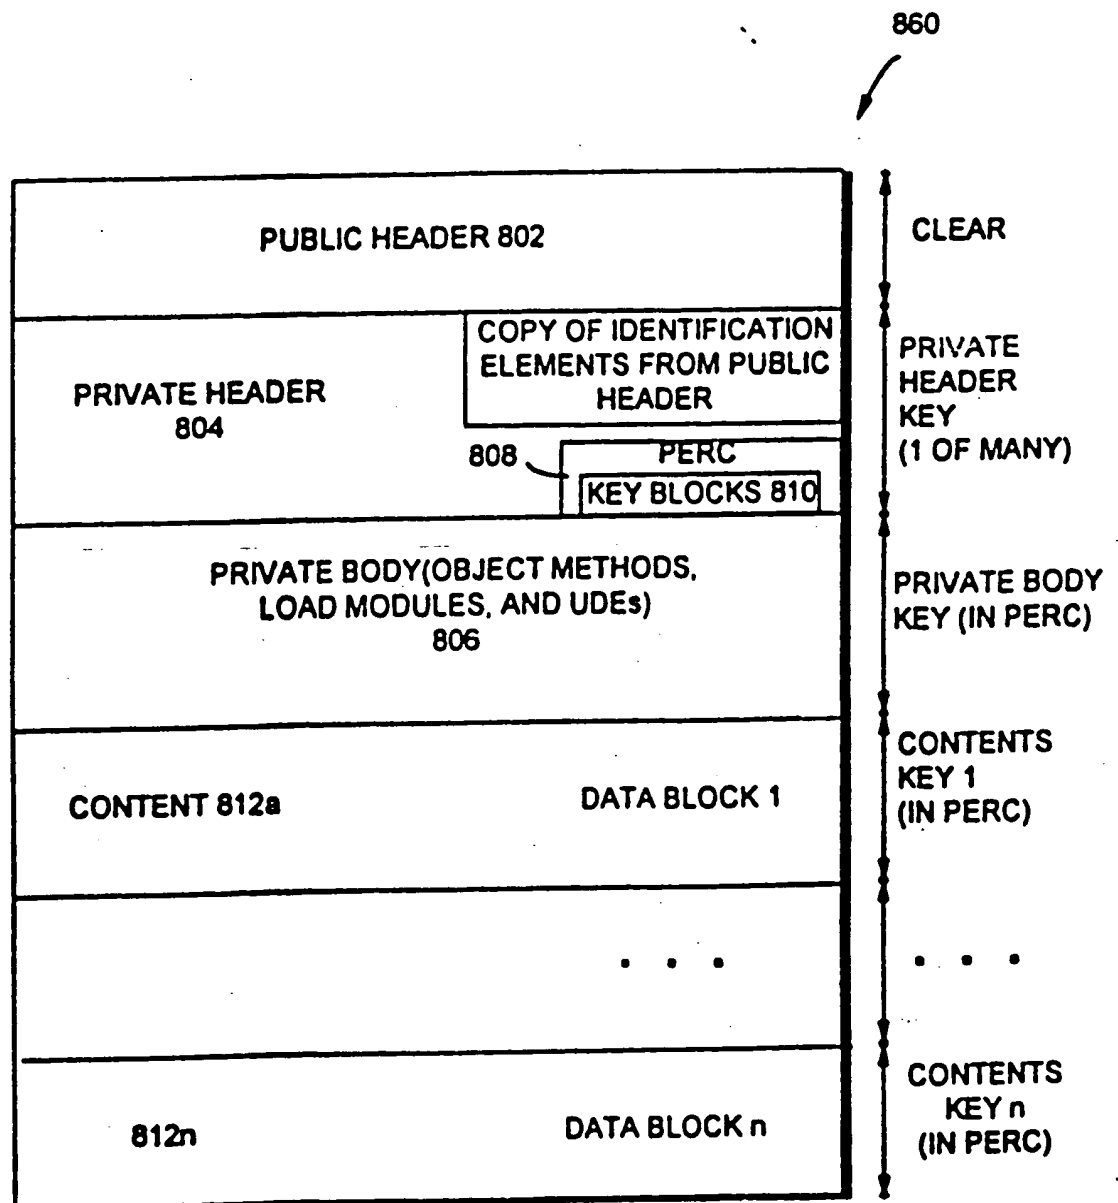 860
PUBLIC HEADER 802
CLEAR
COPY OF IDENTIFICATION
ELEMENTS FROM PUBLIC
HEADER
PRIVATE HEADER
804
PRIVATE
HEADER
KEY
(1 OF MANY)
808
PERC
KEY BLOCKS 810
PRIVATE BODY(OBJECT METHODS,
LOAD MODULES, AND UDEs)
806
PRIVATE BODY
KEY (IN PERC)
CONTENT 812a
DATA BLOCK 1
CONTENTS
KEY 1
(IN PERC)
. . .
. . .
812n
DATA BLOCK n
CONTENTS
KEY n
(IN PERC)